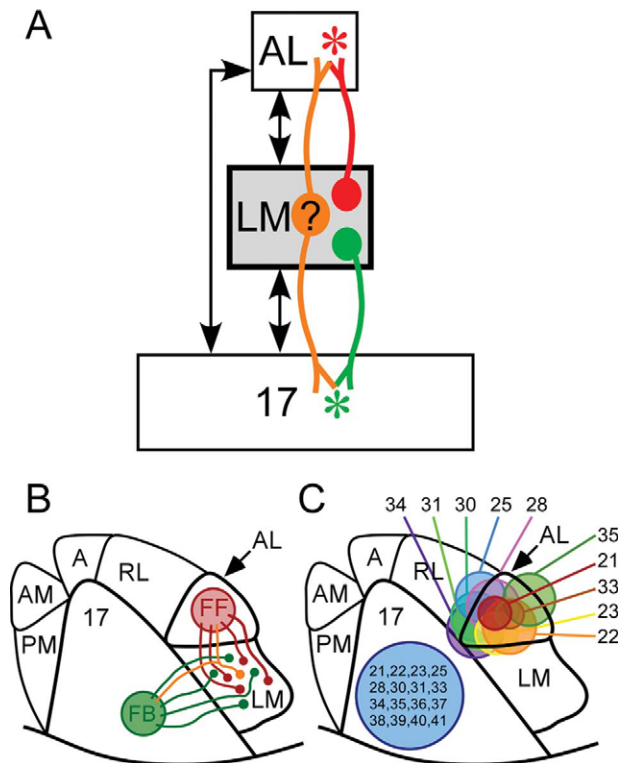 A
AL *
LM ?
17
*
B
AL
A
RL
FF
AM
17
PM
LM
FB
C
34 31 30 25 28
AL
35
A
RL
21
AM
33
17
23
PM
22
LM
21,22,23,25
28,30,31,33
34,35,36,37
38,39,40,41